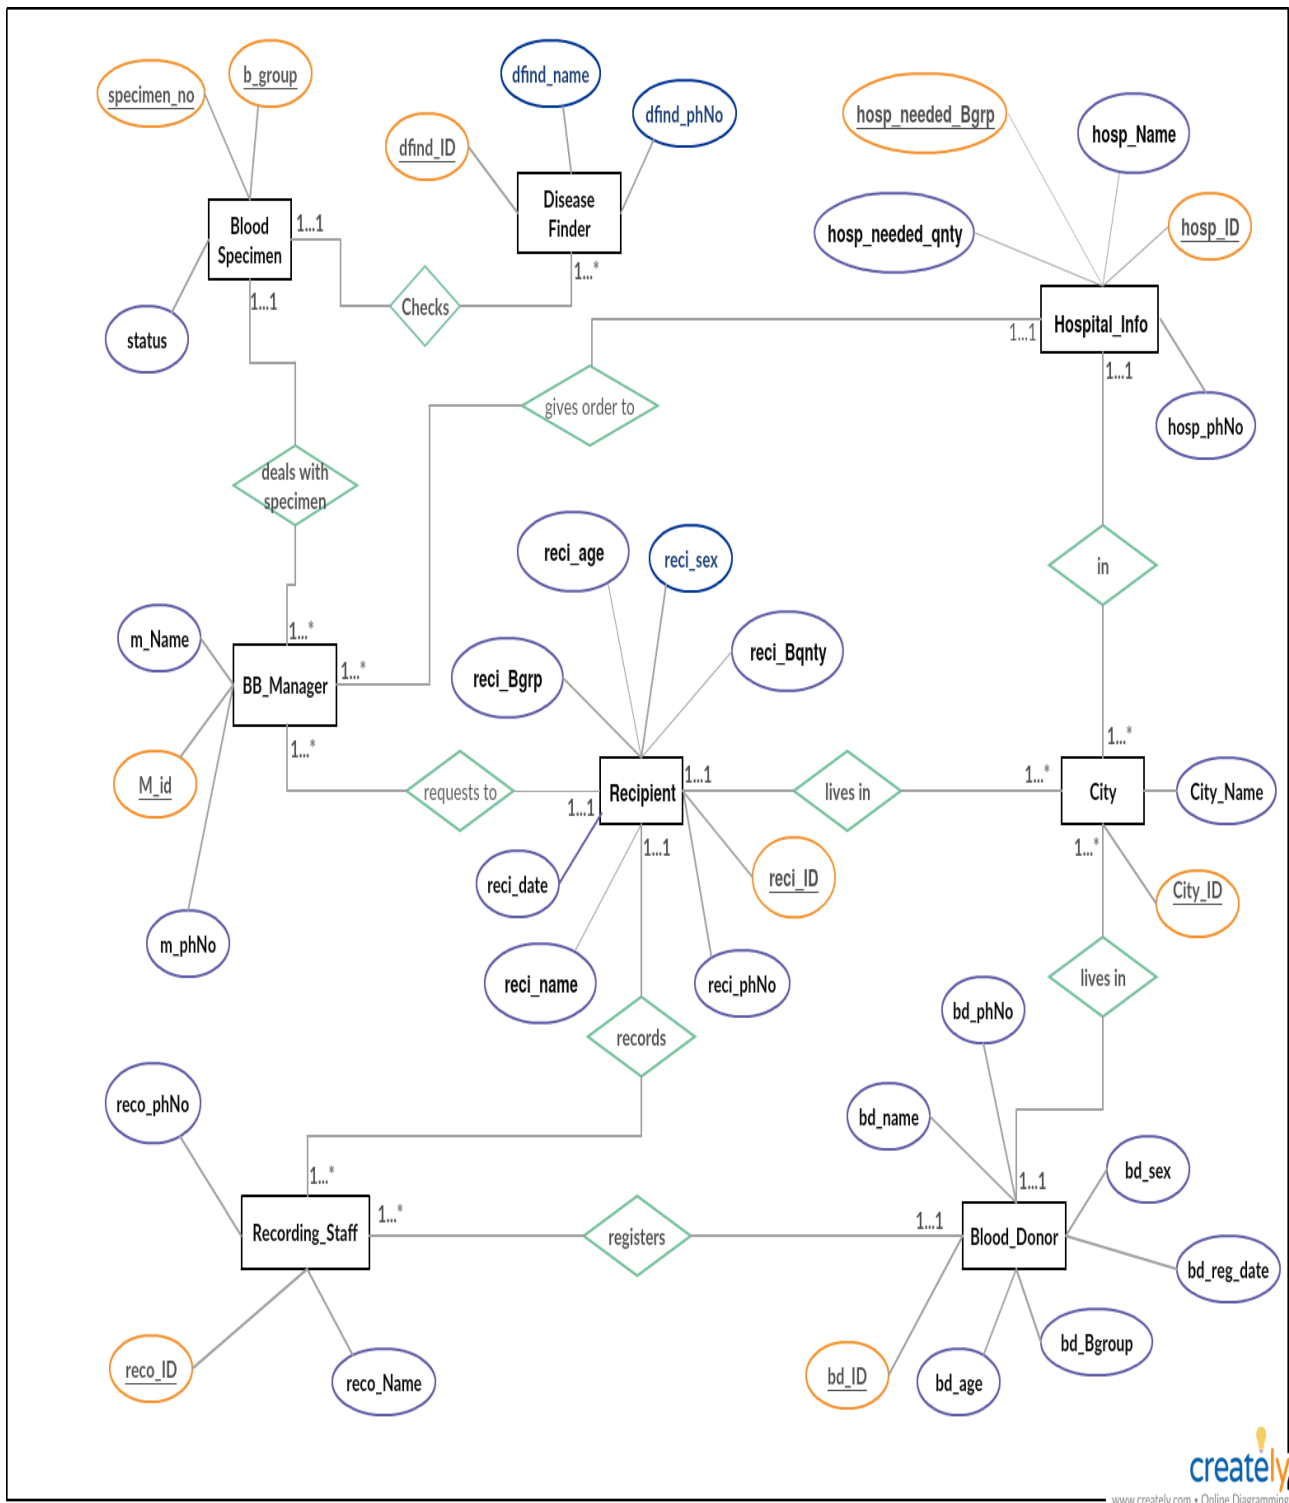 specimen_no
b_group
dfind_name
dfind_phNo
dfind_ID
hosp_needed_Bgrp
hosp_Name
hosp_needed_qnty
hosp_ID
Blood
Specimen
1...1
Disease
Finder
1...*
1...1
status
Checks
Hospital_Info
1...1
1...1
gives order to
hosp_phNo
deals with
specimen
reci_age
reci_sex
in
m_Name
1...*
reci_Bqnty
BB_Manager
1...*
reci_Bgrp
1...*
1...*
M_id
requests to
1...1
Recipient
1...1
lives in
1...*
City
City_Name
1...1
1...*
reci_date
reci_ID
City_ID
m_phNo
reci_name
reci_phNo
lives in
bd_phNo
records
reco_phNo
bd_name
1...*
bd_sex
1...1
Recording_Staff
1...*
registers
1...1
Blood_Donor
bd_reg_date
bd_Bgroup
reco_ID
reco_Name
bd_ID
bd_age
creately
www.creately.com • Online Diagramming